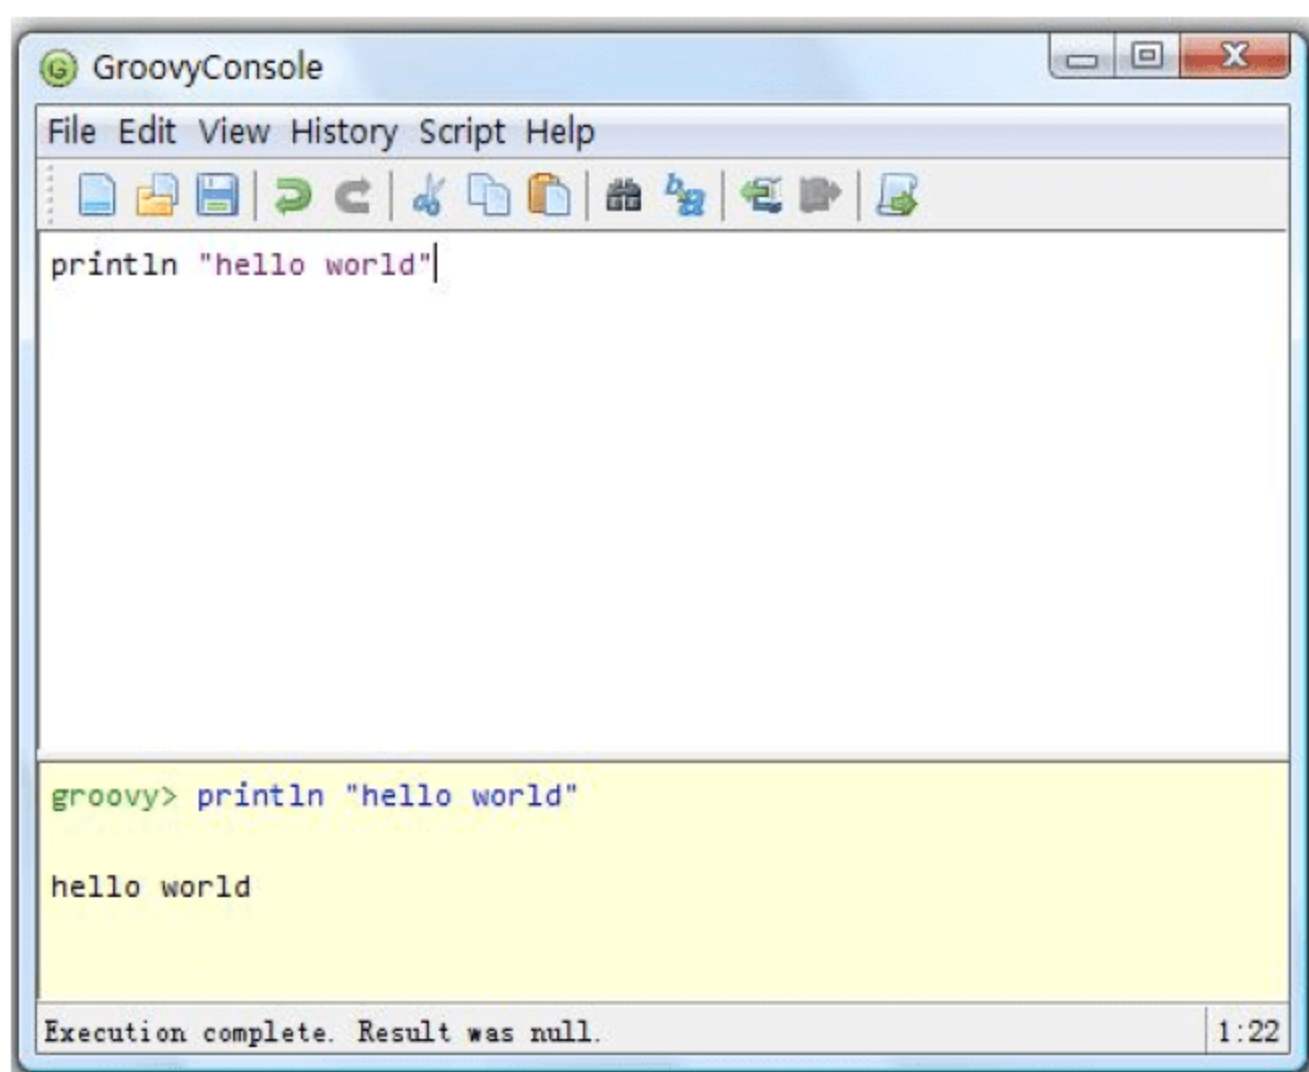 GroovyConsole
File Edit View History Script Help
println "hello world"
groovy> println "hello world"
hello world
Execution complete. Result was null.
1:22